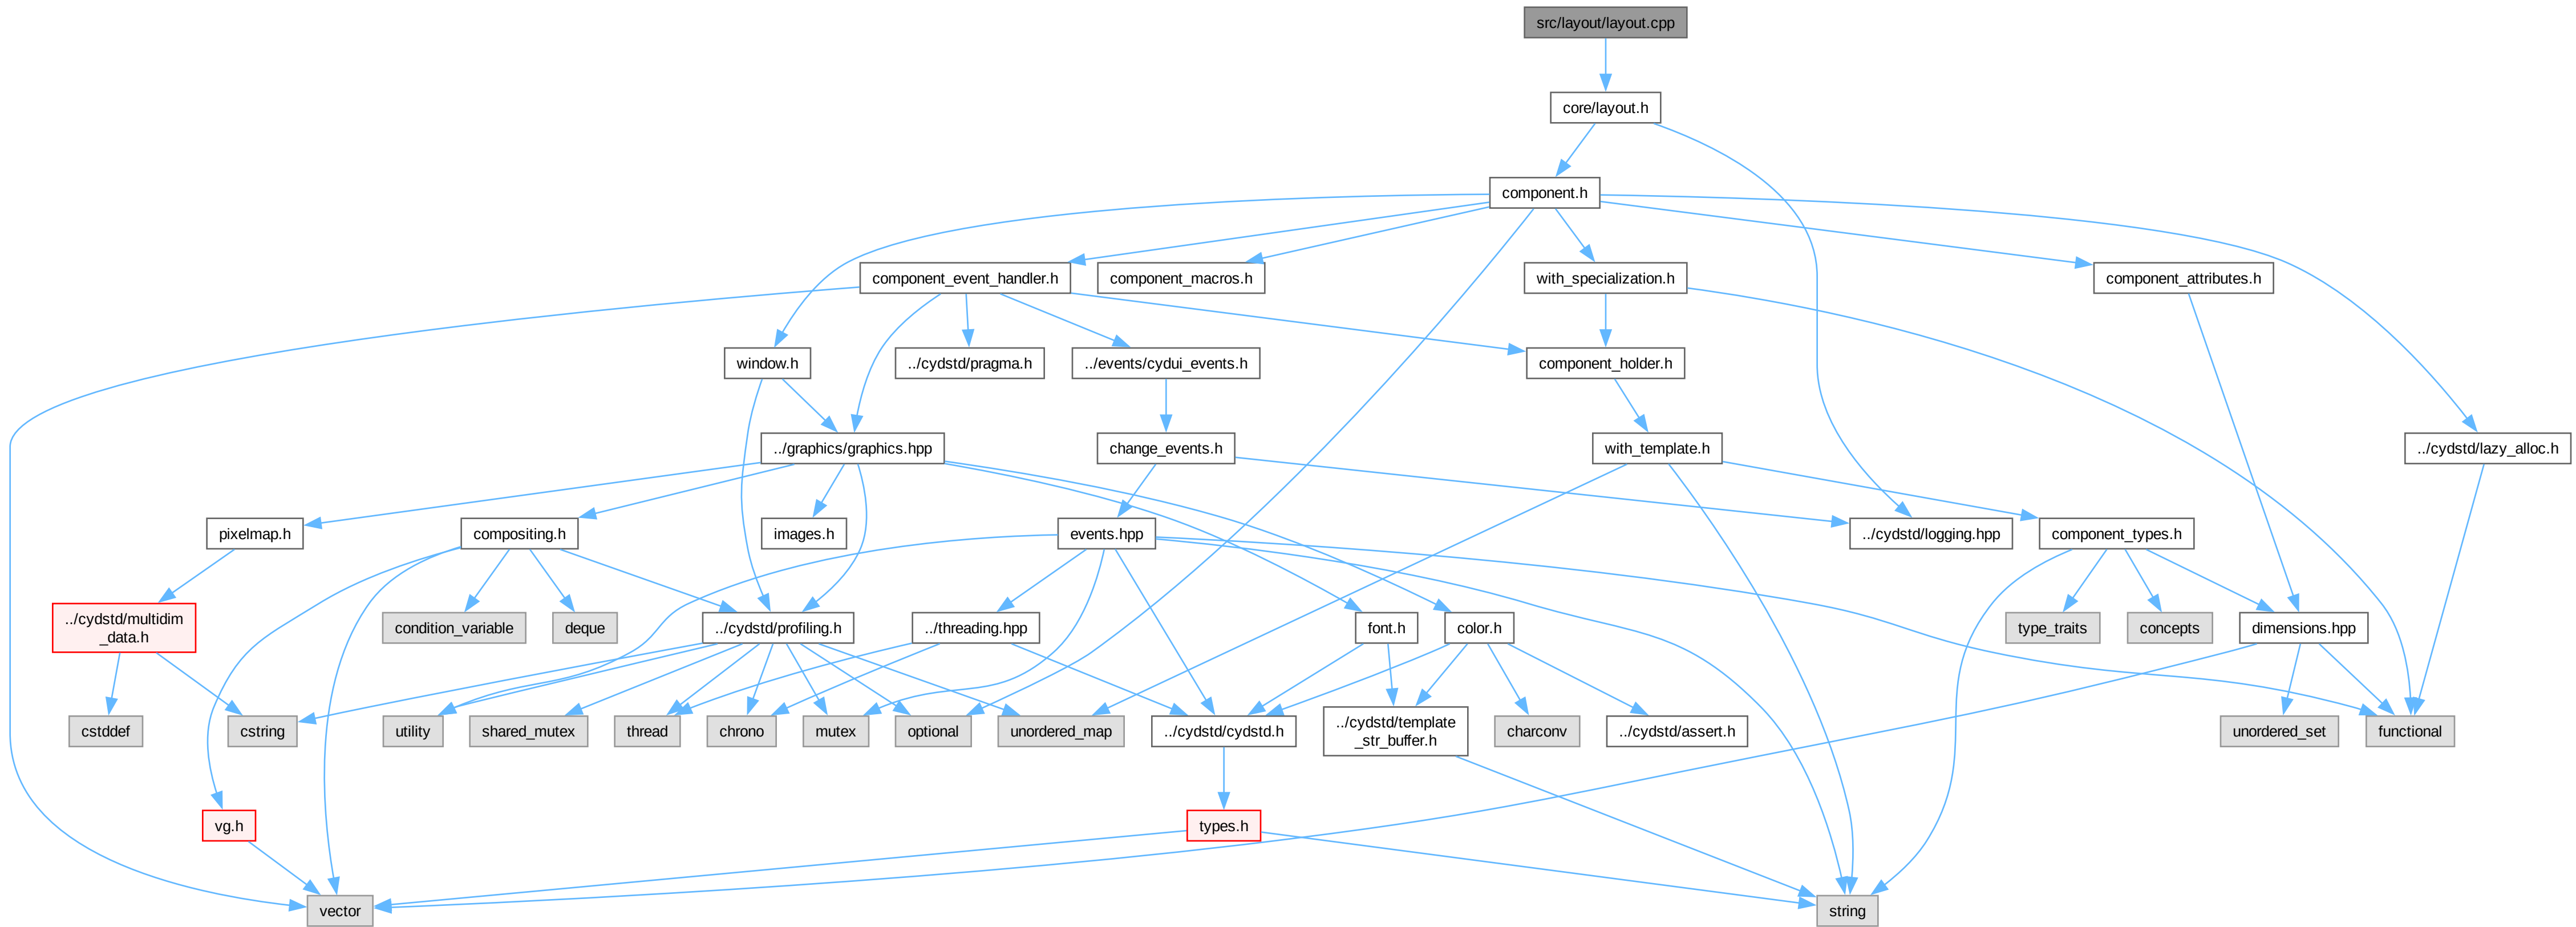 src/layout/layout.cpp
core/layout.h
component.h
component_event_handler.h
component_macros.h
with_specialization.h
component_attributes.h
window.h
../cydstd/pragma.h
../events/cydui_events.h
component_holder.h
../graphics/graphics.hpp
change_events.h
with_template.h
../cydstd/lazy_alloc.h
pixelmap.h
compositing.h
images.h
events.hpp
../cydstd/logging.hpp
component_types.h
../cydstd/multidim
_data.h
condition_variable
deque
../cydstd/profiling.h
../threading.hpp
font.h
color.h
type_traits
concepts
dimensions.hpp
cstddef
cstring
utility
shared_mutex
thread
chrono
mutex
optional
unordered_map
../cydstd/cydstd.h
../cydstd/template
_str_buffer.h
charconv
../cydstd/assert.h
unordered_set
functional
vg.h
types.h
vector
string